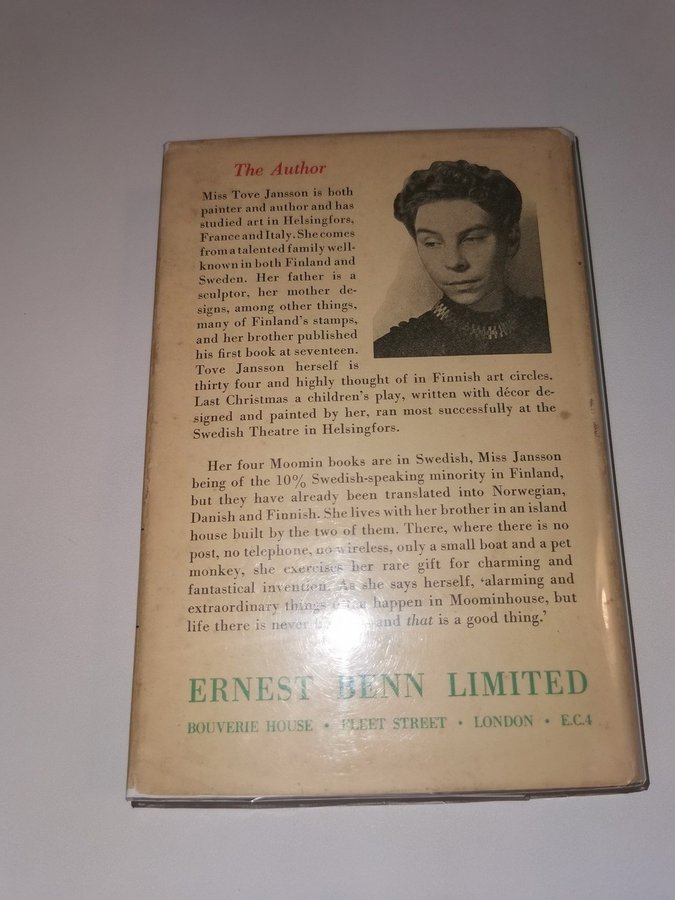 The Author
Miss Tove Jansson is both
painter and author and has
studied art in Helsingfors,
France and Italy. She comes
from a talented family well-
known in both Finland and
Sweden. Her father is a
sculptor, her mother de-
signs, among other things,
many of Finland's stamps,
and her brother published
his first book at seventeen.
Tove Jansson herself is
thirty four and highly thought of in Finnish art circles.
Last Christmas a children's play, written with décor de-
signed and painted by her, ran most successfully at the
Swedish Theatre in Helsingfors.
Her four Moomin books are in Swedish, Miss Jansson
being of the 10% Swedish-speaking minority in Finland,
but they have already been translated into Norwegian,
Danish and Finnish. She lives with her brother in an island
house built by the two of them. There, where there is no
post, no telephone, no wireless, only a small boat and a pet
monkey, she exercises her rare gift for charming and
fantastical invention. As she says herself, 'alarming and
extraordinary things happen in Moominhouse, but
life there is never and that is a good thing.'
ERNEST BENN LIMITED
BOUVERIE HOUSE • FLEET STREET • LONDON • E.C.4